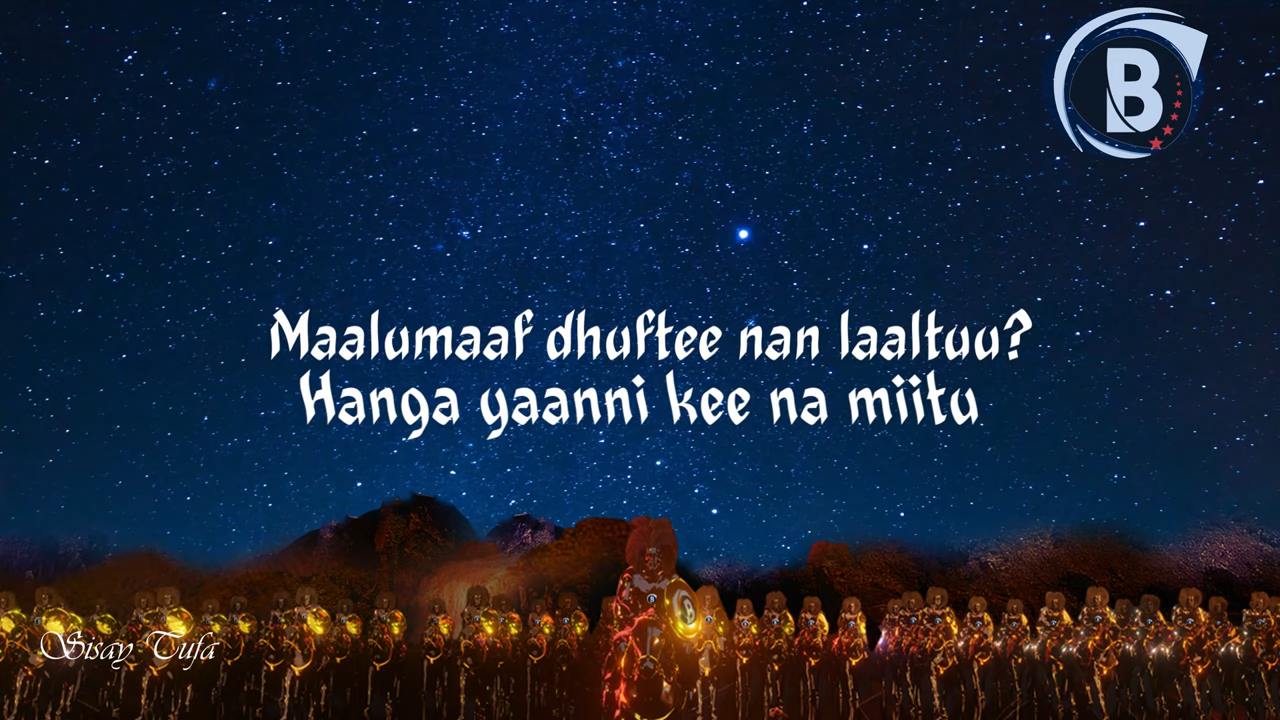 B
Maalumaaf dhuftee nan laaltuu?
Hanga yaanni kee na miitu
Sisay Tufa